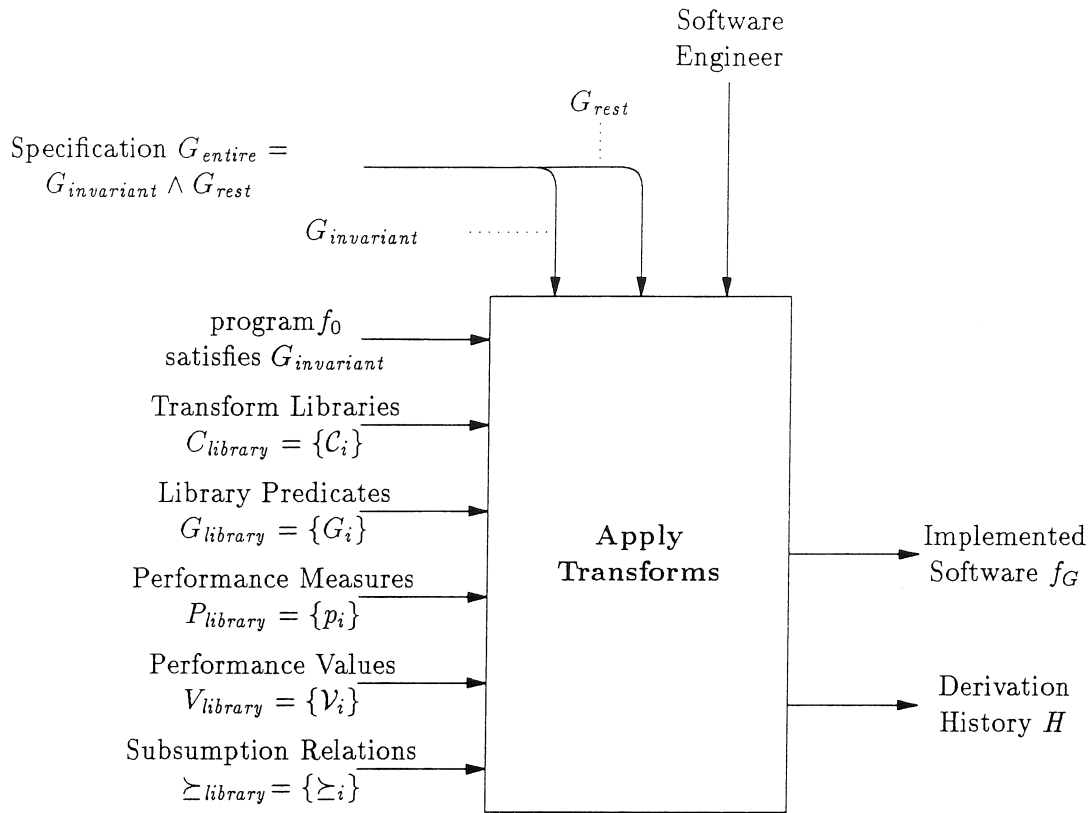 Software
Engineer
G_rest
Specification G_entire =
G_invariant ∧ G_rest
G_invariant
program f_0
satisfies G_invariant
Transform Libraries
C_library = {𝒞_i}
Library Predicates
G_library = {G_i}
Performance Measures
P_library = {p_i}
Performance Values
V_library = {𝒱_i}
Subsumption Relations
⪰_library = {⪰_i}
Apply
Transforms
Implemented
Software f_G
Derivation
History H